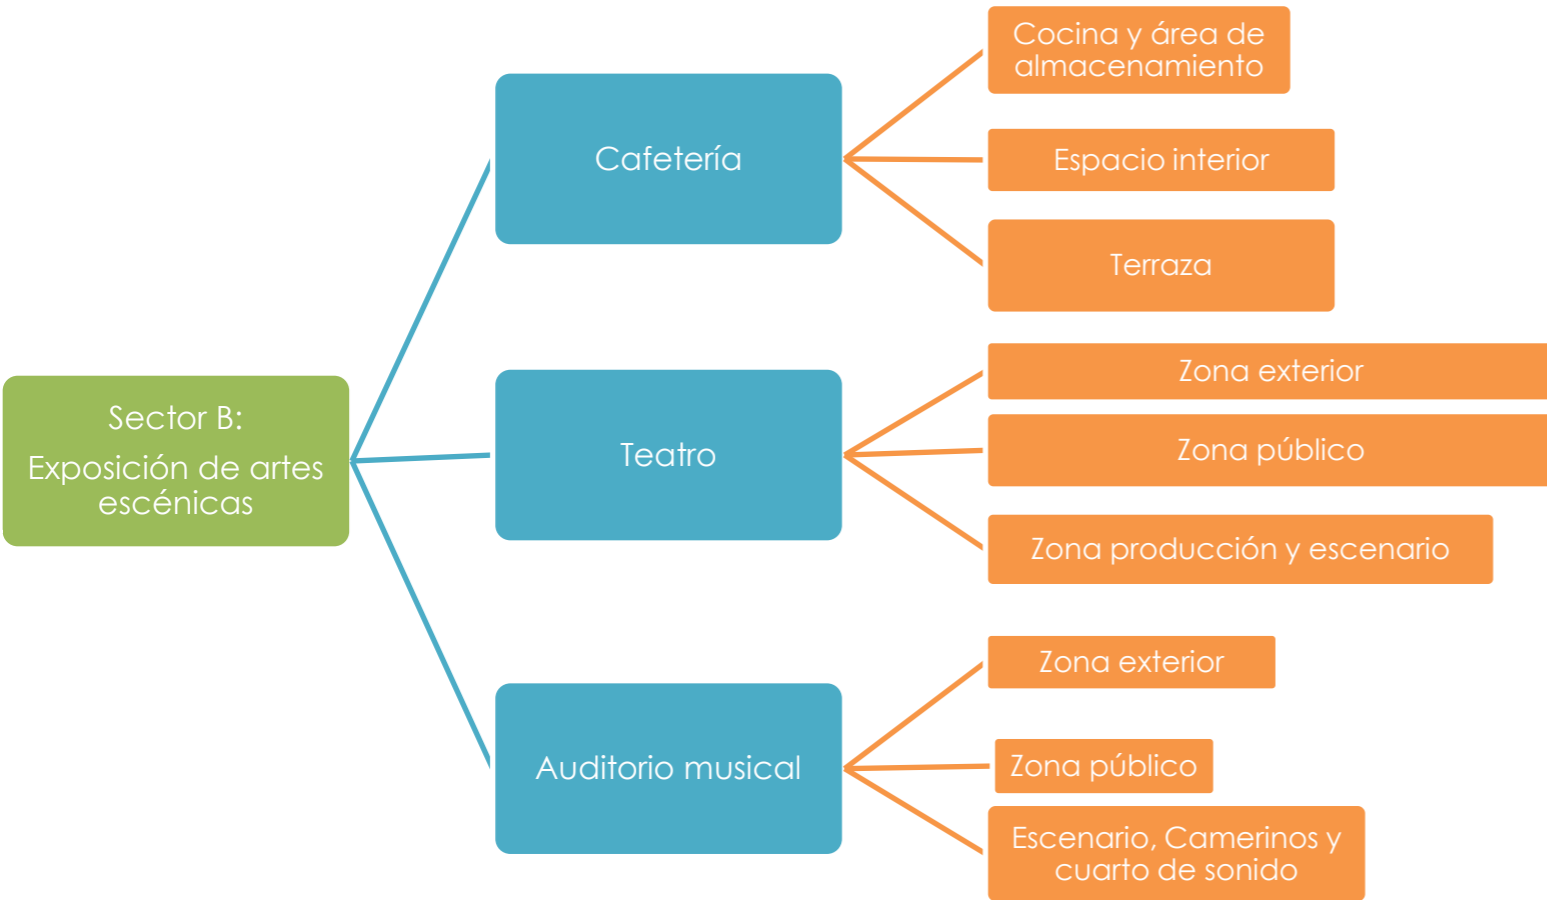 Sector B:
Exposición de artes
escénicas
Cafetería
Cocina y área de
almacenamiento
Espacio interior
Terraza
Teatro
Zona exterior
Zona público
Zona producción y escenario
Auditorio musical
Zona exterior
Zona público
Escenario, Camerinos y
cuarto de sonido